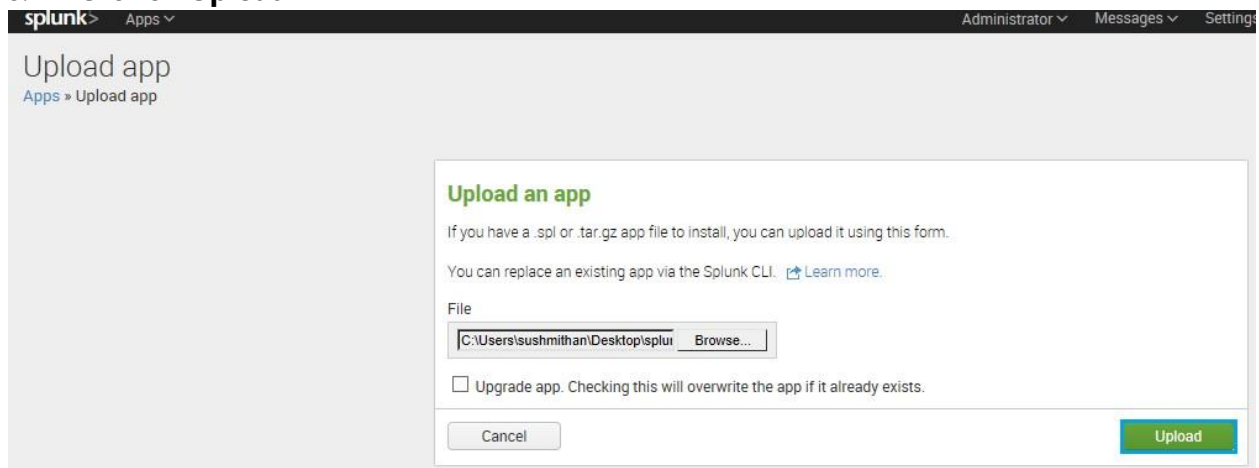 splunk> Apps Administrator Messages Settings
Upload app
Apps » Upload app
Upload an app
If you have a .spl or .tar.gz app file to install, you can upload it using this form.
You can replace an existing app via the Splunk CLI. Learn more.
File
C:\Users\sushmithan\Desktop\splu Browse...
Upgrade app. Checking this will overwrite the app if it already exists.
Cancel Upload